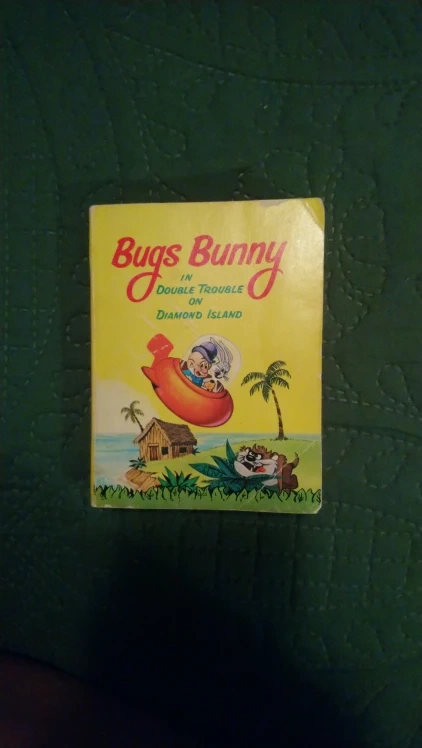 Bugs Bunny
IN
DOUBLE TROUBLE
ON
DIAMOND ISLAND